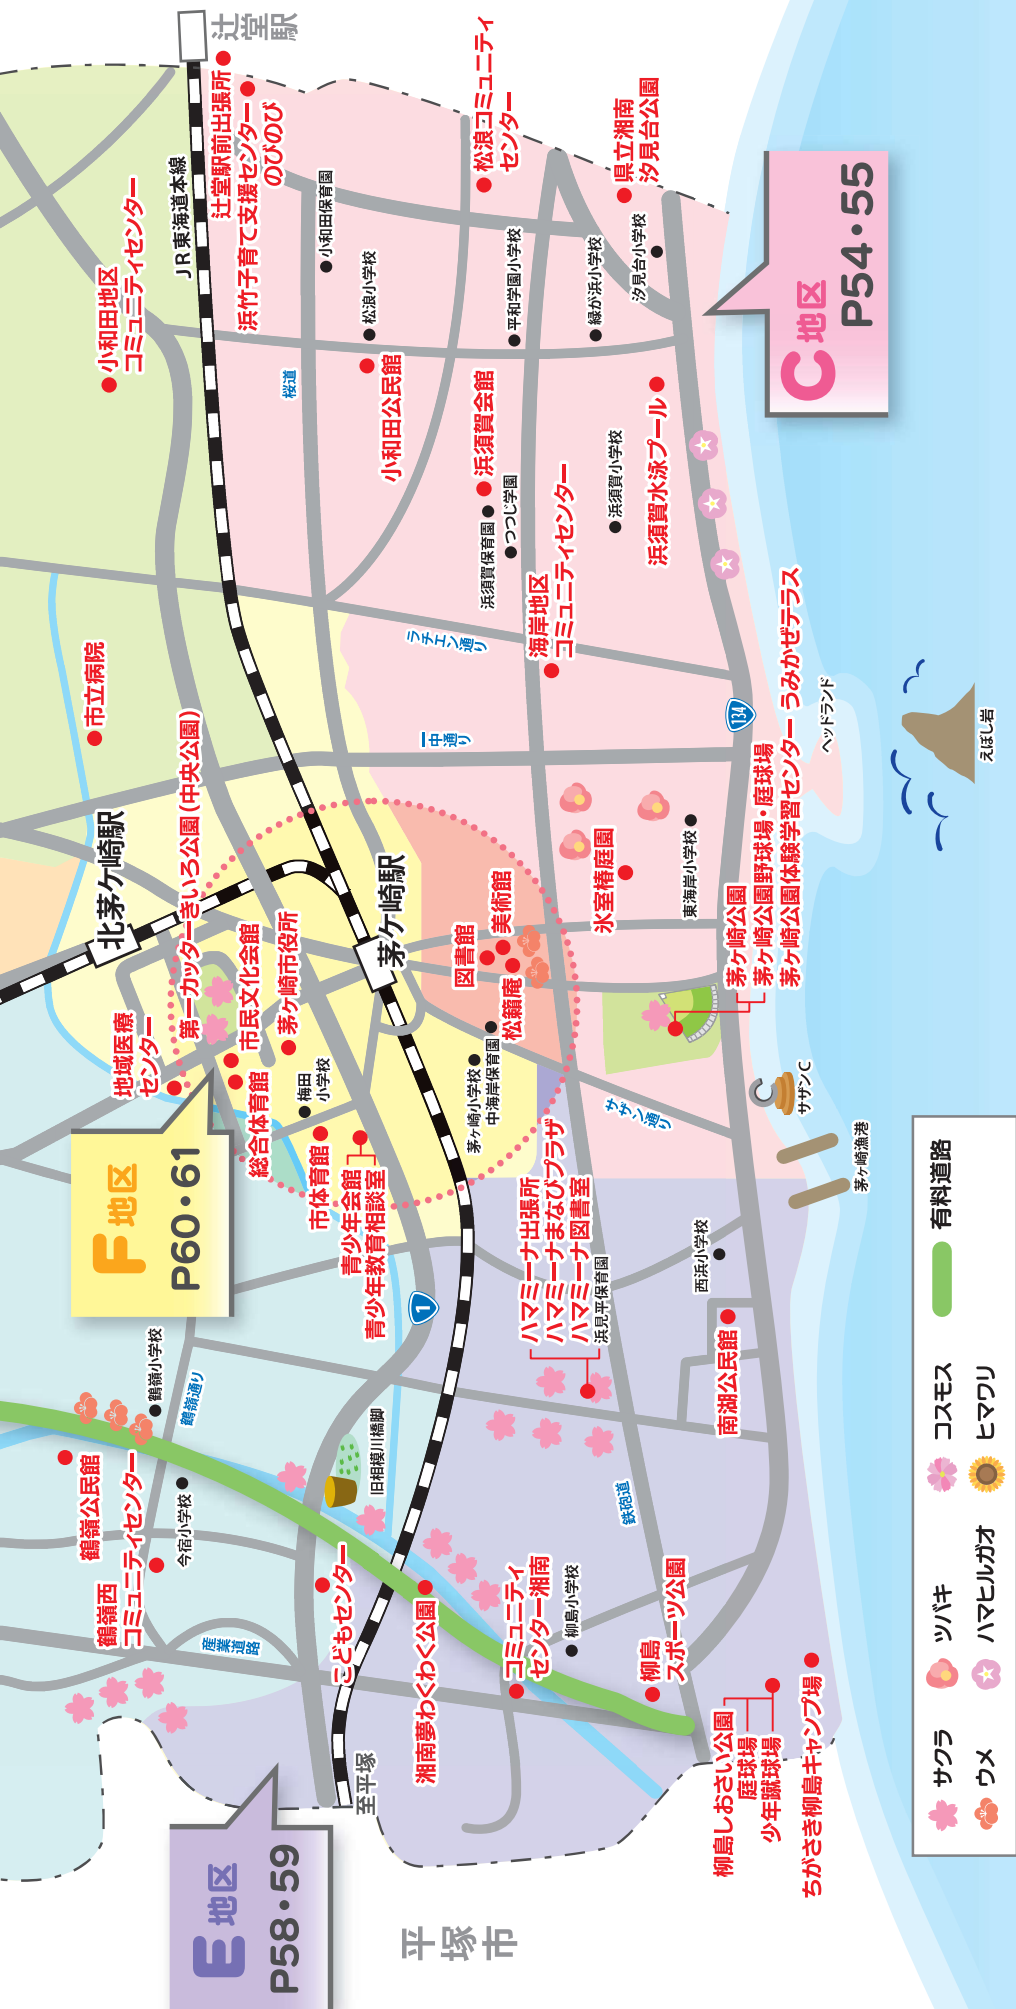 辻堂駅
JR東海道本線
辻堂駅前出張所
浜竹子育て支援センター
のびのび
小和田地区
コミュニティセンター
小和田保育園
松浪小学校
小和田公民館
桜道
松浪コミュニティ
センター
県立湘南
汐見台公園
汐見台小学校
平和学園小学校
緑が浜小学校
浜須賀会館
浜須賀保育園
つつじ学園
浜須賀小学校
浜須賀水泳プール
海岸地区
コミュニティセンター
C地区
P54・55
ラチエン通り
一中通り
134
市立病院
北茅ケ崎駅
第一カッターきいろ公園(中央公園)
市民文化会館
茅ケ崎市役所
茅ケ崎駅
地域医療
センター
総合体育館
梅田
小学校
市体育館
青少年会館
青少年教育相談室
図書館
美術館
松籟庵
茅ヶ崎小学校
中海岸保育園
氷室椿庭園
東海岸小学校
茅ヶ崎公園
茅ヶ崎公園野球場・庭球場
茅ヶ崎公園体験学習センター うみかぜテラス
ヘッドランド
えぼし岩
サザンC
茅ヶ崎漁港
サザン通り
F地区
P60・61
1
ハマミーナ出張所
ハマミーナまなびプラザ
ハマミーナ図書室
浜見平保育園
西浜小学校
南湖公民館
鉄砲道
鶴嶺小学校
鶴嶺通り
鶴嶺公民館
鶴嶺西
コミュニティセンター
今宿小学校
産業道路
旧相模川橋脚
こどもセンター
湘南夢わくわく公園
コミュニティ
センター湘南
柳島小学校
柳島
スポーツ公園
柳島しおさい公園
庭球場
少年蹴球場
ちがさき柳島キャンプ場
至平塚
E地区
P58・59
平塚市
サクラ
ツバキ
コスモス
有料道路
ウメ
ハマヒルガオ
ヒマワリ